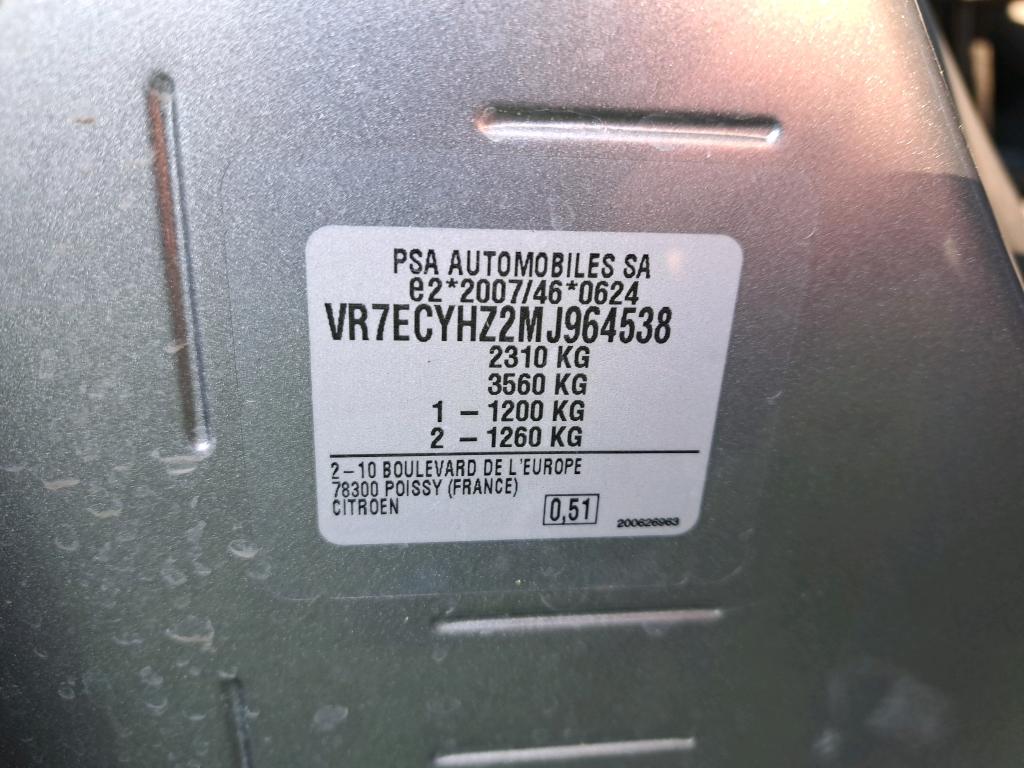 PSA AUTOMOBILES SA
e2*2007/46*0624
VR7ECYHZ2MJ964538
2310 KG
3560 KG
1 – 1200 KG
2 – 1260 KG
2–10 BOULEVARD DE L'EUROPE
78300 POISSY (FRANCE)
CITROEN
0,51
200626963